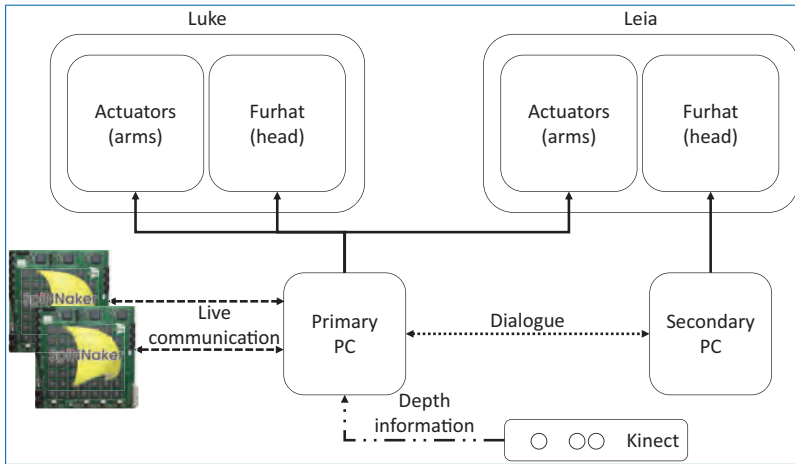 Luke
Leia
Actuators
(arms)
Furhat
(head)
Actuators
(arms)
Furhat
(head)
Live
communication
Primary
PC
Dialogue
Secondary
PC
Depth
information
Kinect